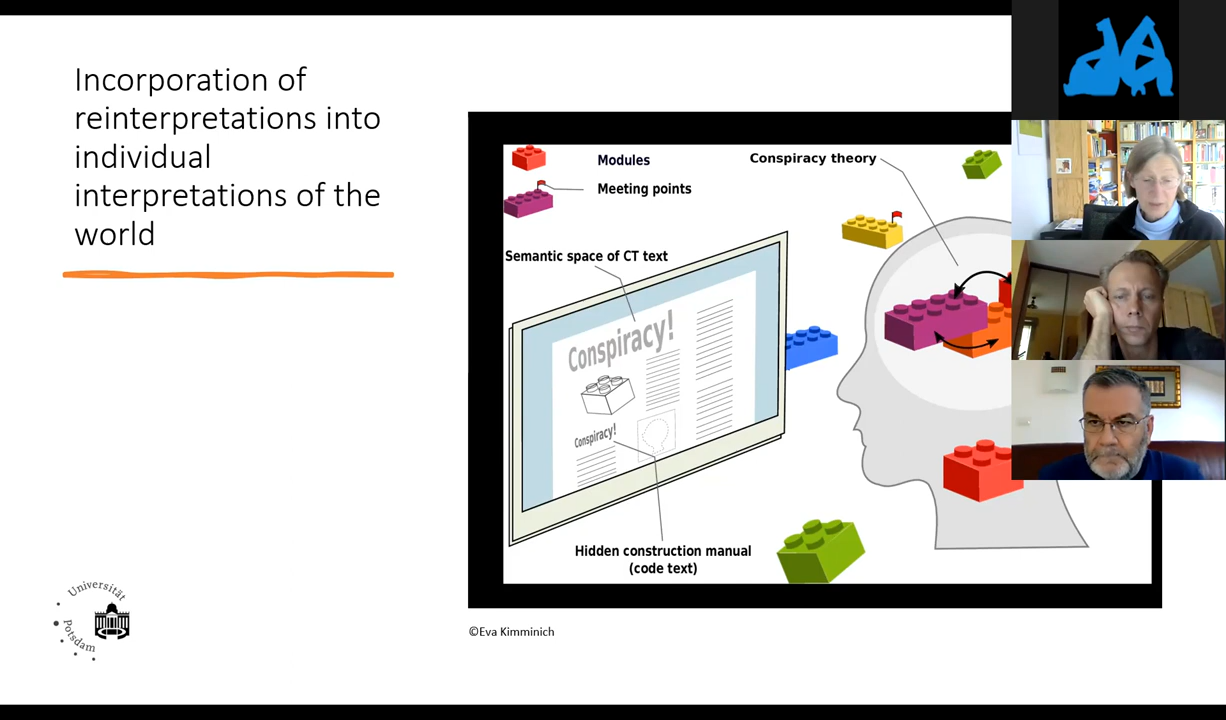 Incorporation of
reinterpretations into
individual
interpretations of the
world
Modules
Meeting points
Conspiracy theory
Semantic space of CT text
Conspiracy!
Conspiracy!
Hidden construction manual
(code text)
©Eva Kimminich
Universität
Potsdam